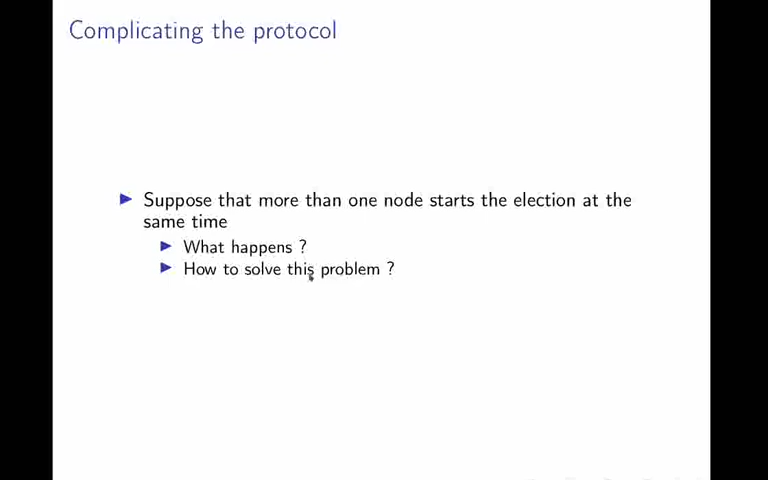 Complicating the protocol
Suppose that more than one node starts the election at the
same time
What happens ?
How to solve this problem ?